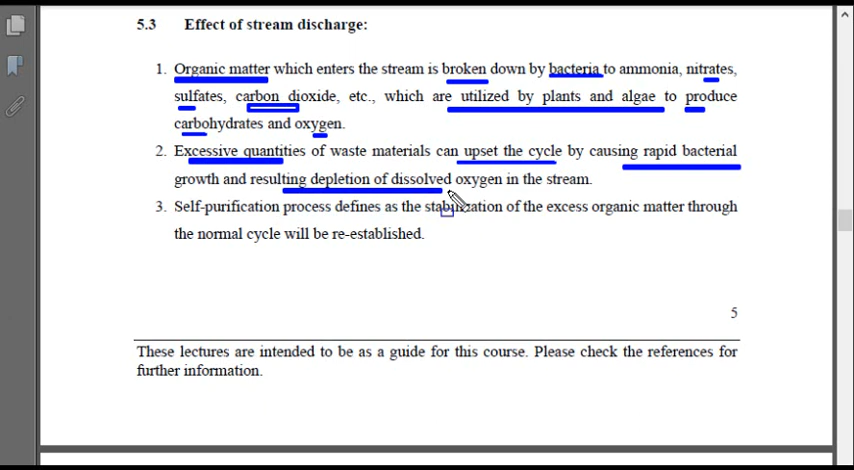 5.3 Effect of stream discharge:
1. Organic matter which enters the stream is broken down by bacteria to ammonia, nitrates,
sulfates, carbon dioxide, etc., which are utilized by plants and algae to produce
carbohydrates and oxygen.
2. Excessive quantities of waste materials can upset the cycle by causing rapid bacterial
growth and resulting depletion of dissolved oxygen in the stream.
3. Self-purification process defines as the stabilization of the excess organic matter through
the normal cycle will be re-established.
5
These lectures are intended to be as a guide for this course. Please check the references for
further information.